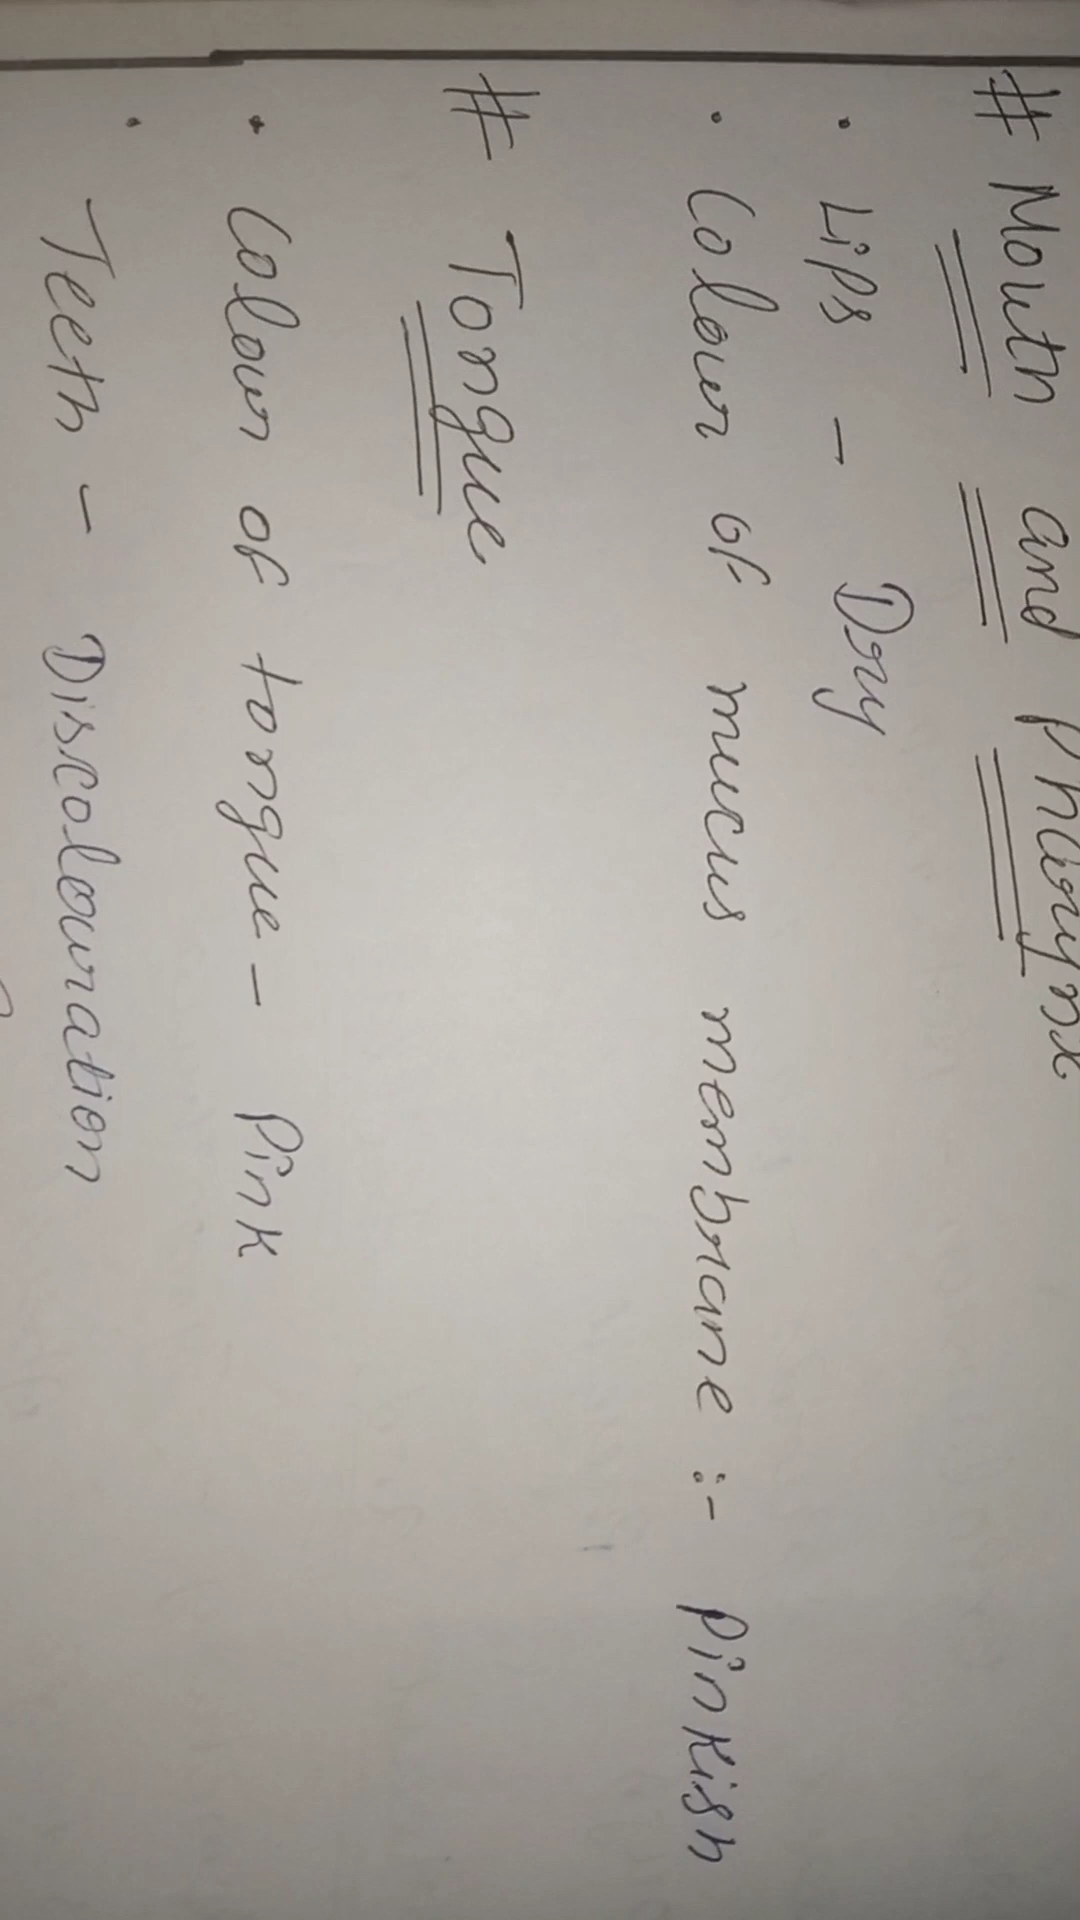 # Mouth and Pharynx
• Lips - Dry
• Colour of mucus membrane :- Pinkish
# Tongue
• Colour of tongue - Pink
• Teeth - Discolouration